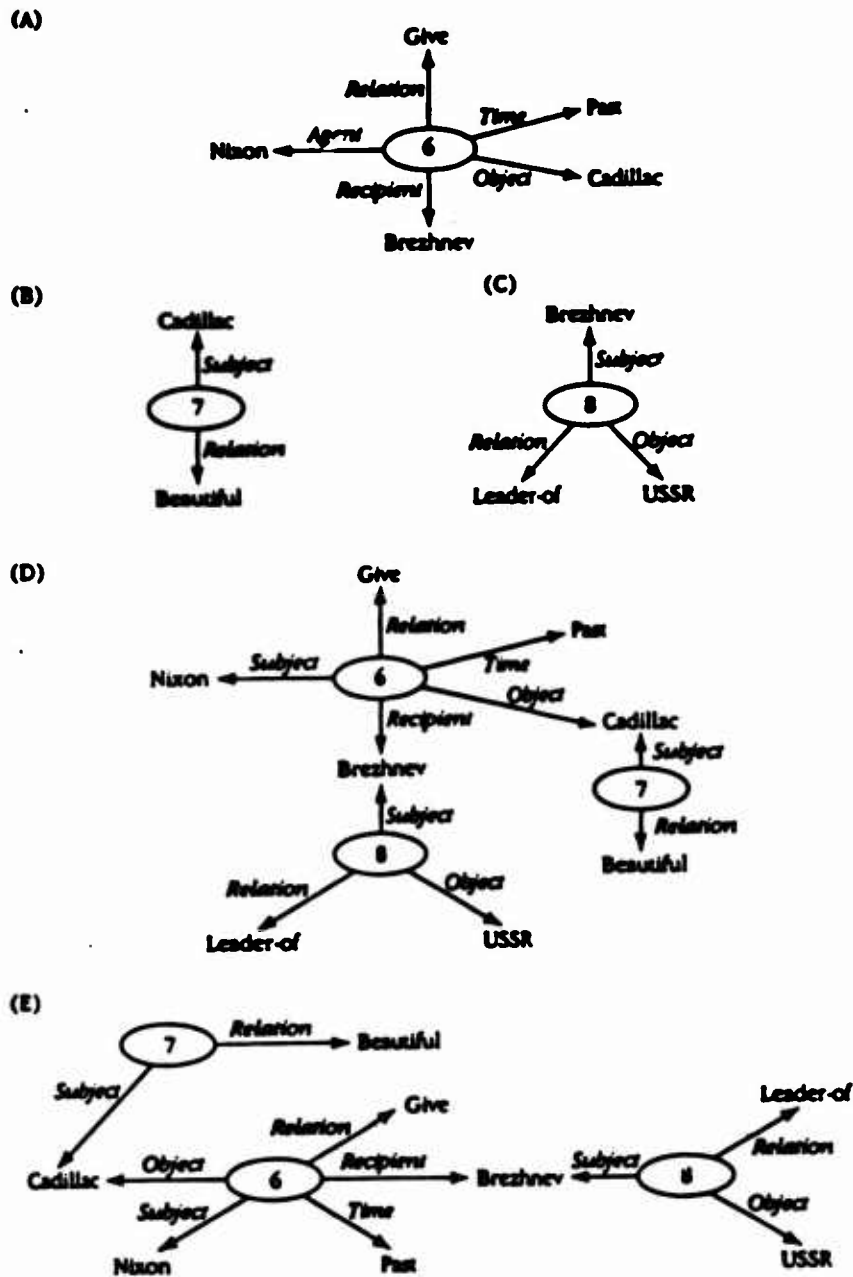 (A)
Give
Relation
Time Past
Nixon Agent 6
Recipient Object Cadillac
Brezhnev
(B)
Cadillac
Subject
7
Relation
Beautiful
(C)
Brezhnev
Subject
8
Relation Object
Leader-of USSR
(D)
Give
Relation Past
Nixon Subject 6 Time
Object
Recipient Cadillac
Brezhnev Subject
7
Subject Relation
8 Beautiful
Relation Object
Leader-of USSR
(E)
7 Relation Beautiful
Subject Leader-of
Give
Relation Relation
Cadillac Object 6 Recipient Brezhnev Subject 8
Subject Time Object
Nixon Past USSR